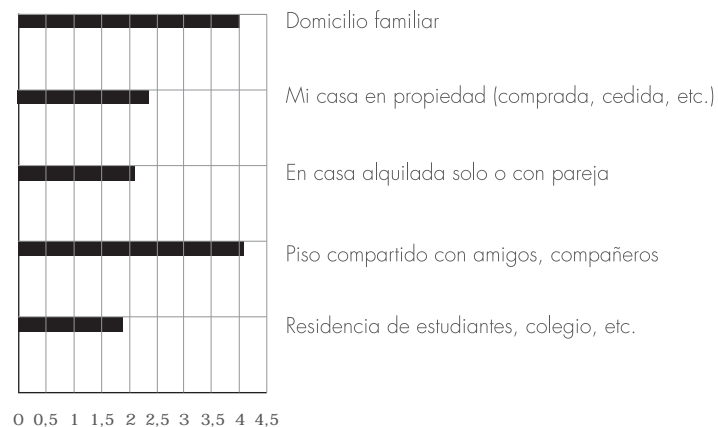 Domicilio familiar
Mi casa en propiedad (comprada, cedida, etc.)
En casa alquilada solo o con pareja
Piso compartido con amigos, compañeros
Residencia de estudiantes, colegio, etc.
0 0,5 1 1,5 2 2,5 3 3,5 4 4,5